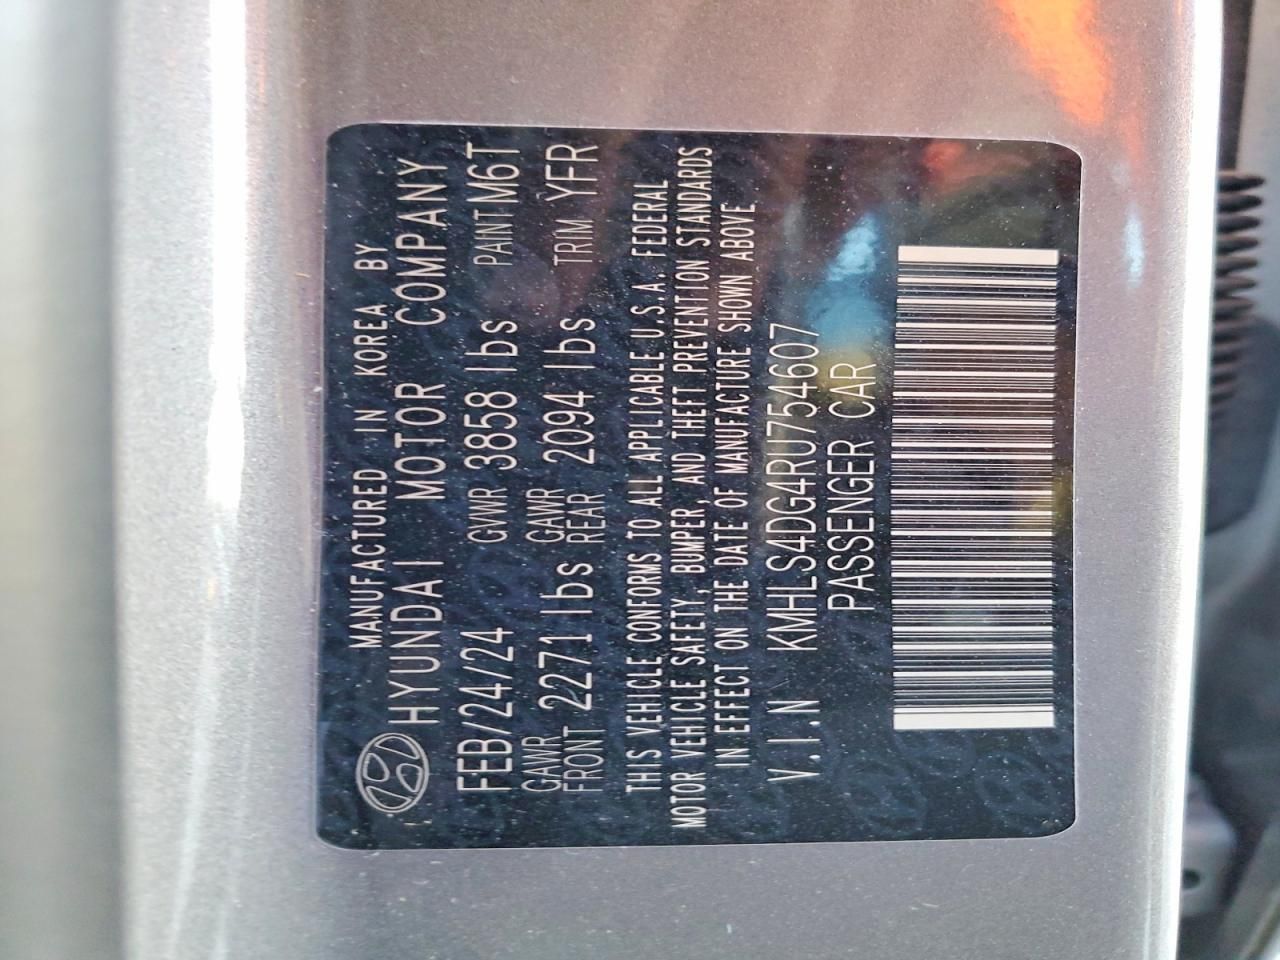 MANUFACTURED IN KOREA BY
HYUNDAI MOTOR COMPANY
FEB/24/24 GVWR 3858 lbs PAINT M6T
GAWR FRONT 2271 lbs GAWR REAR 2094 lbs TRIM YFR
THIS VEHICLE CONFORMS TO ALL APPLICABLE U.S.A. FEDERAL
MOTOR VEHICLE SAFETY, BUMPER, AND THEFT PREVENTION STANDARDS
IN EFFECT ON THE DATE OF MANUFACTURE SHOWN ABOVE
V.I.N KMHLS4DG4RU754607
PASSENGER CAR